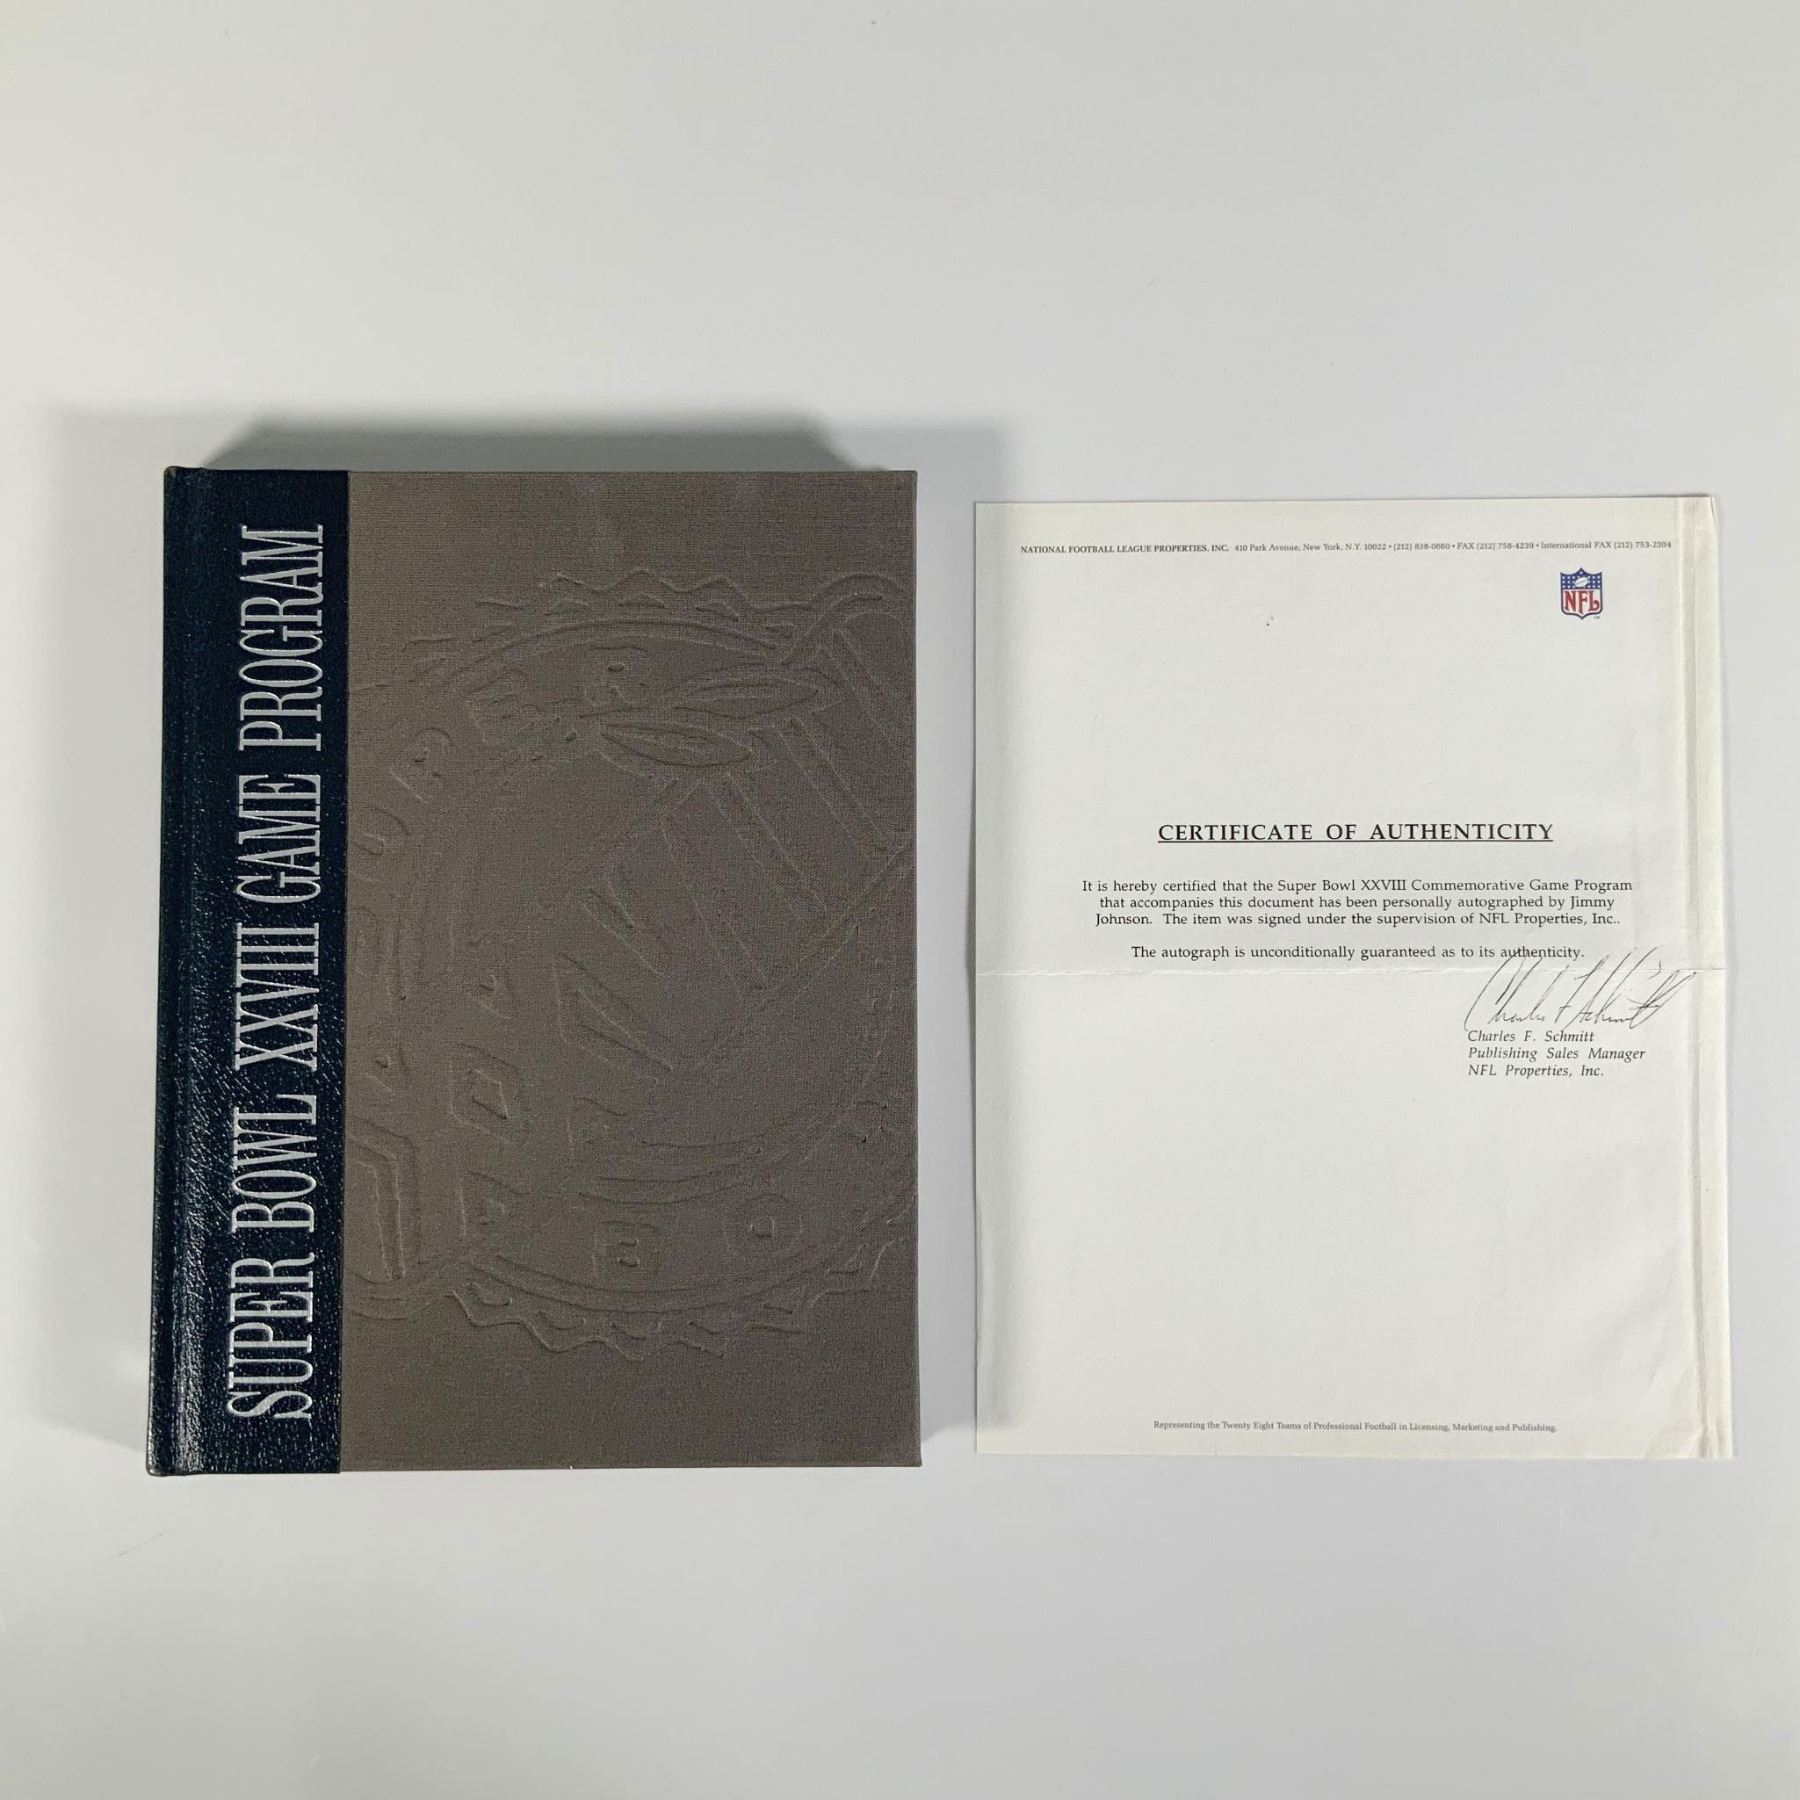 SUPER BOWL XXVIII GAME PROGRAM
NATIONAL FOOTBALL LEAGUE PROPERTIES, INC. 410 Park Avenue, New York, N.Y. 10022 • (212) 838-0660 • FAX (212) 758-4239 • International FAX (212) 753-2304
NFL
CERTIFICATE OF AUTHENTICITY
It is hereby certified that the Super Bowl XXVIII Commemorative Game Program
that accompanies this document has been personally autographed by Jimmy
Johnson. The item was signed under the supervision of NFL Properties, Inc..
The autograph is unconditionally guaranteed as to its authenticity.
Charles F Schmitt
Charles F. Schmitt
Publishing Sales Manager
NFL Properties, Inc.
Representing the Twenty Eight Teams of Professional Football in Licensing, Marketing and Publishing.